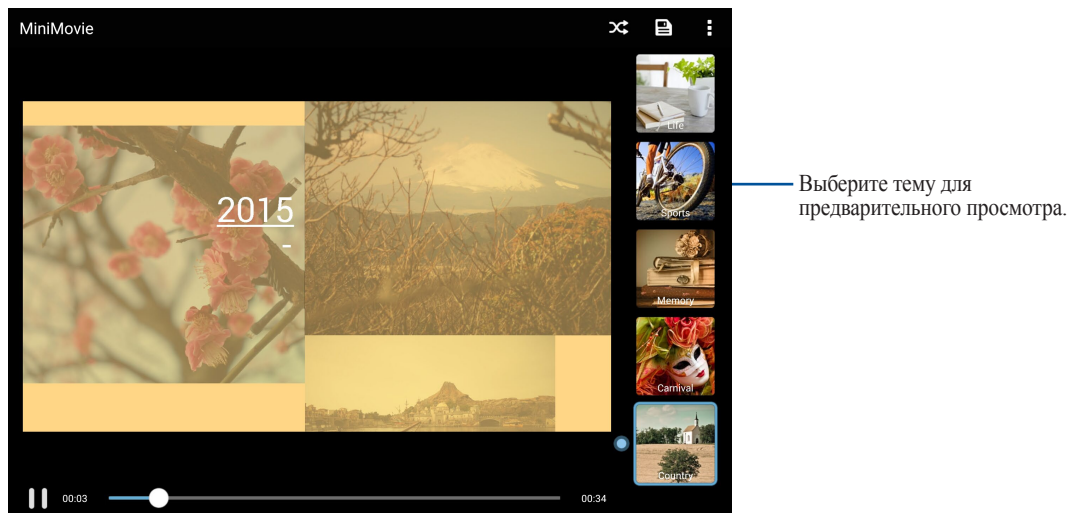 MiniMovie
Life
Sports
Выберите тему для
предварительного просмотра.
2015
-
Memory
Carnival
Country
00:03
00:34